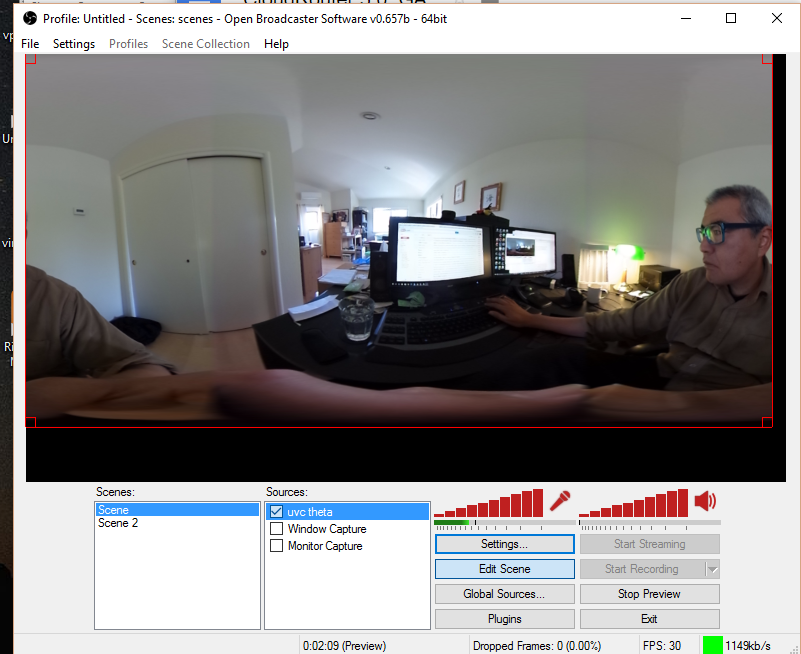 Profile: Untitled - Scenes: scenes - Open Broadcaster Software v0.657b - 64bit
File Settings Profiles Scene Collection Help
Scenes:
Sources:
Scene
Scene 2
uvc theta
Window Capture
Monitor Capture
Settings...
Start Streaming
Edit Scene
Start Recording
Global Sources...
Stop Preview
Plugins
Exit
0:02:09 (Preview)
Dropped Frames: 0 (0.00%)
FPS: 30
1149kb/s